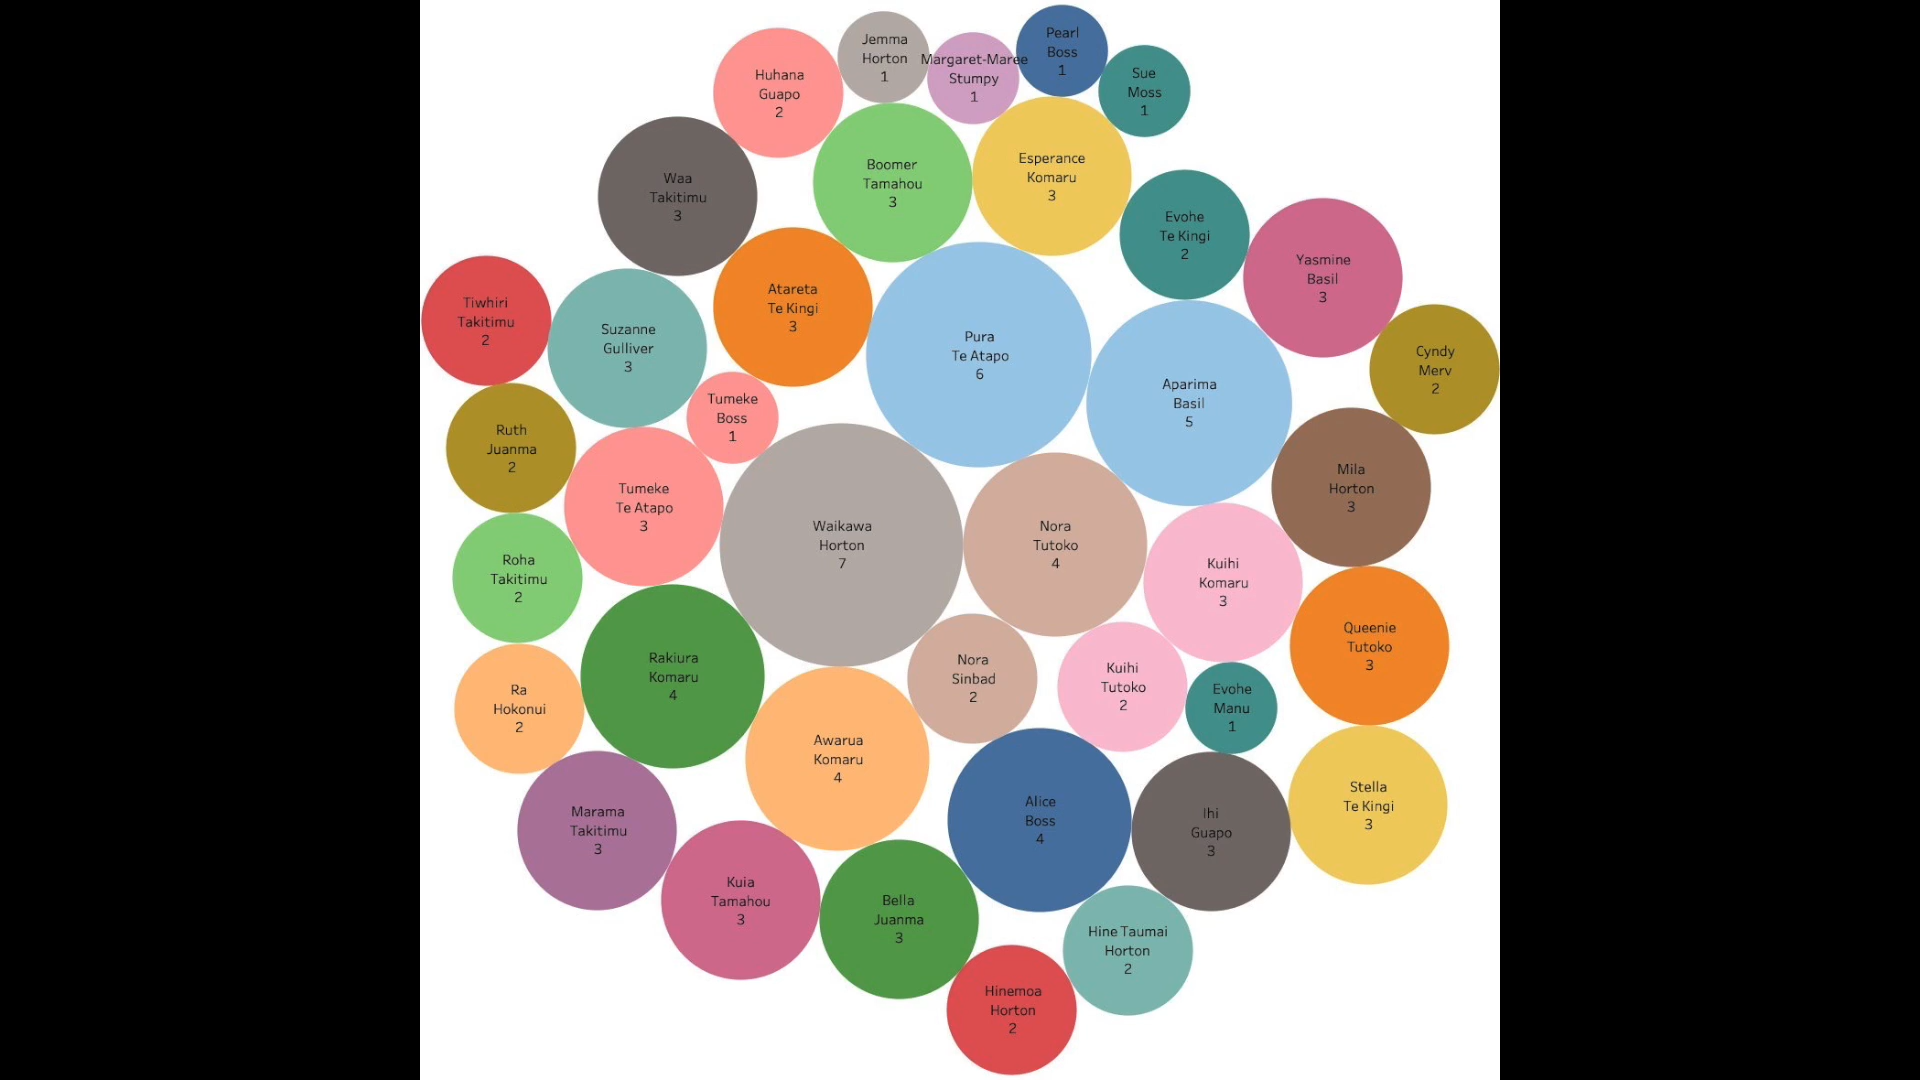 Pearl
Boss
1
Jemma
Horton
1
Margaret-Maree
Stumpy
1
Sue
Moss
1
Huhana
Guapo
2
Boomer
Tamahou
3
Esperance
Komaru
3
Waa
Takitimu
3
Evohe
Te Kingi
2
Yasmine
Basil
3
Tiwhiri
Takitimu
2
Suzanne
Gulliver
3
Atareta
Te Kingi
3
Pura
Te Atapo
6
Aparima
Basil
5
Cyndy
Merv
2
Tumeke
Boss
1
Ruth
Juanma
2
Mila
Horton
3
Tumeke
Te Atapo
3
Waikawa
Horton
7
Nora
Tutoko
4
Kuihi
Komaru
3
Roha
Takitimu
2
Queenie
Tutoko
3
Rakiura
Komaru
4
Nora
Sinbad
2
Kuihi
Tutoko
2
Evohe
Manu
1
Ra
Hokonui
2
Awarua
Komaru
4
Alice
Boss
4
Ihi
Guapo
3
Stella
Te Kingi
3
Marama
Takitimu
3
Kuia
Tamahou
3
Bella
Juanma
3
Hine Taumai
Horton
2
Hinemoa
Horton
2